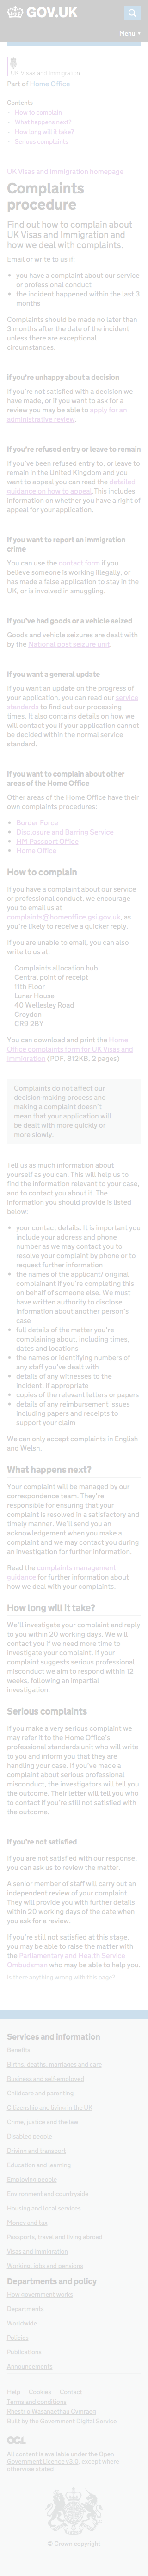 GOV.UK
Menu
UK Visas and Immigration
Part of Home Office
Contents
How to complain
What happens next?
How long will it take?
Serious complaints
UK Visas and Immigration homepage
Complaints
procedure
Find out how to complain about
UK Visas and Immigration and
how we deal with complaints.
Email or write to us if:
you have a complaint about our service
or professional conduct
the incident happened within the last 3
months
Complaints should be made no later than
3 months after the date of the incident,
unless there are exceptional
circumstances.
If you're unhappy about a decision
If you're not satisfied with a decision we
have made, or if you want to ask for a
review you may be able to apply for an
administrative review.
If you're refused entry or leave to remain
If you've been refused entry to, or leave to
remain in the United Kingdom and you
want to appeal you can read the detailed
guidance on how to appeal. This includes
information on whether you have a right of
appeal for your application.
If you want to report an immigration
crime
You can use the contact form if you
believe someone is working illegally, or
has made a false application to stay in the
UK, or is involved in smuggling.
If you've had goods or a vehicle seized
Goods and vehicle seizures are dealt with
by the National post seizure unit.
If you want a general update
If you want an update on the progress of
an application, you can read our service
standards to find out our processing
times. It also contains details on how we
will contact you if your application cannot
be decided within the normal service
standard.
If you want to complain about other
areas of the Home Office
Other areas of the Home Office have their
own complaints procedures:
Border Force
Disclosure and Barring Service
HM Passport Office
Home Office
How to complain
If you have a complaint about our service
or professional conduct, we encourage
you to email us at
complaints@homeoffice.gsi.gov.uk, as
you're likely to receive a quicker reply.
If you are unable to email, you can also
write to us at:
Complaints allocation hub
Central point of receipt
11th Floor
Lunar House
40 Wellesley Road
Croydon
CR9 2BY
You can download and print the Home
Office complaints form for UK Visas and
Immigration (PDF, 812KB, 2 pages)
Complaints do not affect our
decision-making process and
making a complaint doesn't
mean that your application will
be dealt with more quickly or
more slowly.
Tell us as much information about
yourself as you can. This will help us to
find the information related to your case,
and to contact you about it. The
information you should provide is listed
below:
your contact details. It is important you
include your address and phone
number as we may contact you to
resolve your complaint by phone or to
request further information
the names of the applicant/ original
complainant if you're completing this
on behalf of someone else. We must
have written authority to disclose
information about another person's
case
full details of the matter you're
complaining about, including times,
dates and locations
the names or identifying numbers of
any staff you've dealt with
details of any witnesses to the
incident, if appropriate
copies of the relevant letters or papers
details of any reimbursement issues
including papers and receipts to
support your claim
We can only accept complaints in English
and in Welsh.
What happens next?
Your complaint will be managed by our
correspondence team. They're
responsible for ensuring that your
complaint is answered in a satisfactory
and timely manner. We'll send you an
acknowledgement when you make a
complaint and may contact you during an
investigation for further information.
Read the complaints management
guidance for further information about
how we deal with your complaints.
How long will it take?
We'll investigate your complaint and reply
to you within 20 working days. We will
contact you if we need more time to
investigate your complaint. If your
complaint suggests serious professional
misconduct we aim to respond within 12
weeks, following an impartial
investigation.
Serious complaints
If you make a very serious complaint we
may refer it to the Home Office's
professional standards unit who will write
to you and inform you that they are
handling your case. If you've made a
serious complaint about professional
misconduct, the investigator will tell you
the outcome. Their letter will tell you how
to contact if you're still not satisfied with
the outcome.
If you're not satisfied
If you are not satisfied with our response,
you can ask us to review the matter.
A senior member of staff will carry out an
independent review of your complaint.
They will provide you with further details
within 20 working days of the date you
ask for a review.
If you're still not satisfied at this stage,
you may be able to raise the matter with
the Parliamentary and Health Service
Ombudsman who may be able to help you.
Is there anything wrong with this page?
Services and information
Benefits
Births, deaths, marriages and care
Business and self-employed
Childcare and parenting
Citizenship and living in the UK
Crime, justice and the law
Disabled people
Driving and transport
Education and learning
Employing people
Environment and countryside
Housing and local services
Money and tax
Passports, travel and living abroad
Visas and immigration
Working, jobs and pensions
Departments and policy
How government works
Departments
Worldwide
Policies
Publications
Announcements
Help Cookies Contact
Terms and conditions
Rhestr o Wasanaethau Cymraeg
Built by the Government Digital Service
OGL
All content is available under the Open
Government Licence v3.0, except where
otherwise stated
© Crown copyright